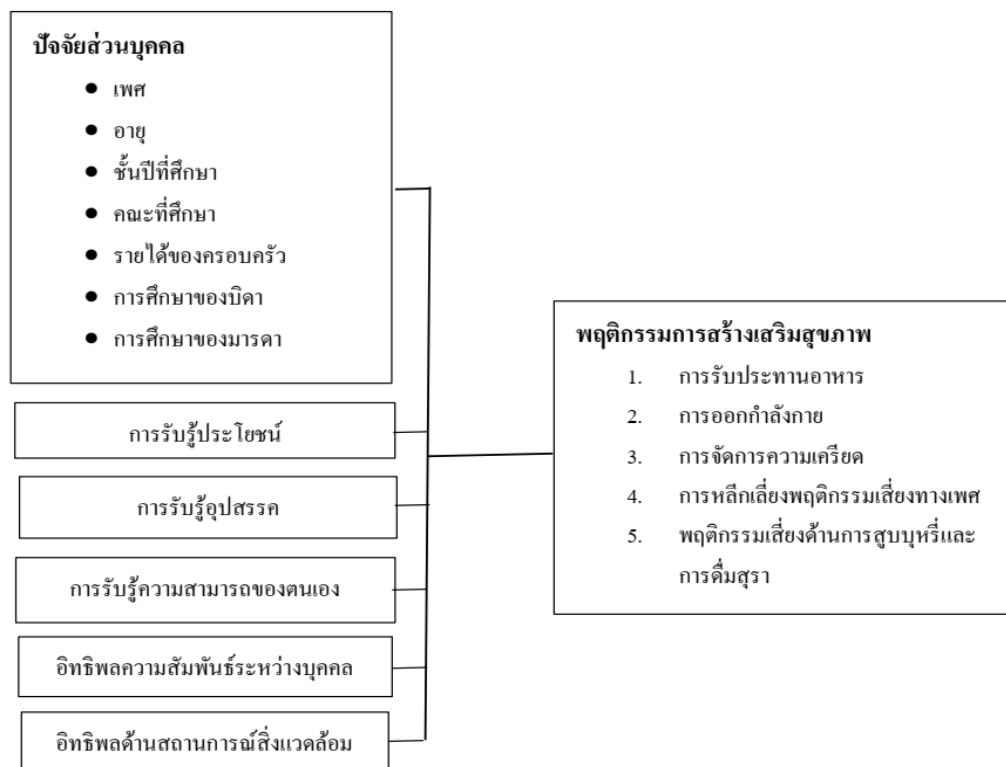 ปัจจัยส่วนบุคคล
● เพศ
● อายุ
● ชั้นปีที่ศึกษา
● คณะที่ศึกษา
● รายได้ของครอบครัว
● การศึกษาของบิดา
● การศึกษาของมารดา
การรับรู้ประโยชน์
การรับรู้อุปสรรค
การรับรู้ความสามารถของตนเอง
อิทธิพลความสัมพันธ์ระหว่างบุคคล
อิทธิพลด้านสถานการณ์สิ่งแวดล้อม
พฤติกรรมการสร้างเสริมสุขภาพ
1. การรับประทานอาหาร
2. การออกกำลังกาย
3. การจัดการความเครียด
4. การหลีกเลี่ยงพฤติกรรมเสี่ยงทางเพศ
5. พฤติกรรมเสี่ยงด้านการสูบบุหรี่และ
การดื่มสุรา